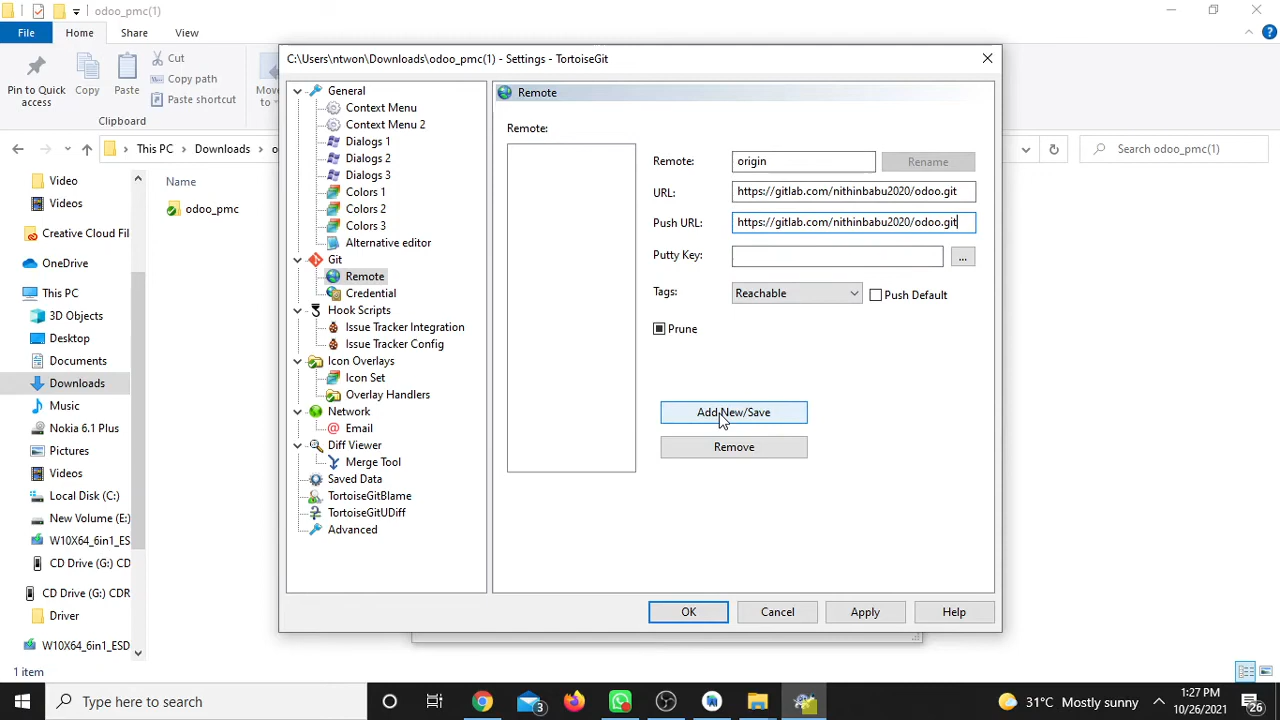 odoo_pmc(1)
File
Home
Share
View
Pin to Quick access
Copy
Paste
Cut
Copy path
Paste shortcut
Move
to
Clipboard
This PC
Downloads
Search odoo_pmc(1)
Video
Videos
Creative Cloud Fil
OneDrive
This PC
3D Objects
Desktop
Documents
Downloads
Music
Nokia 6.1 Plus
Pictures
Videos
Local Disk (C:)
New Volume (E:)
W10X64_6in1_ES
CD Drive (G:) CD
CD Drive (G:) CDR
Driver
W10X64_6in1_ESD
Name
odoo_pmc
1 item
C:\Users\ntwon\Downloads\odoo_pmc(1) - Settings - TortoiseGit
General
Context Menu
Context Menu 2
Dialogs 1
Dialogs 2
Dialogs 3
Colors 1
Colors 2
Colors 3
Alternative editor
Git
Remote
Credential
Hook Scripts
Issue Tracker Integration
Issue Tracker Config
Icon Overlays
Icon Set
Overlay Handlers
Network
Email
Diff Viewer
Merge Tool
Saved Data
TortoiseGitBlame
TortoiseGitUDiff
Advanced
Remote
Remote:
Remote: origin Rename
URL: https://gitlab.com/nithinbabu2020/odoo.git
Push URL: https://gitlab.com/nithinbabu2020/odoo.git
Putty Key: ...
Tags: Reachable Push Default
Prune
Add New/Save
Remove
OK Cancel Apply Help
Type here to search
3
31°C Mostly sunny
1:27 PM
10/26/2021
26